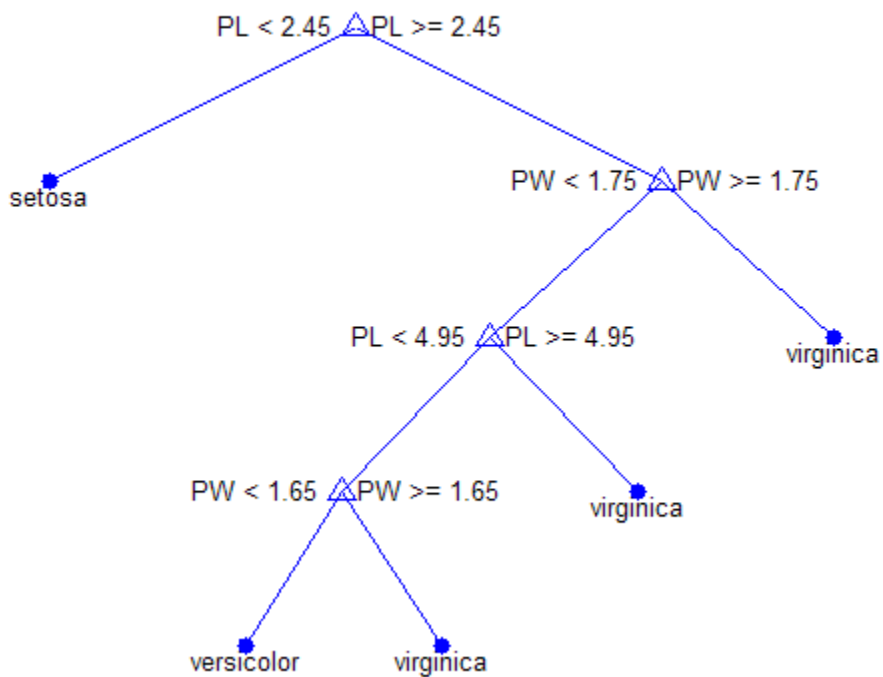 PL < 2.45 PL >= 2.45
setosa
PW < 1.75 PW >= 1.75
PL < 4.95 PL >= 4.95
virginica
PW < 1.65 PW >= 1.65
virginica
versicolor
virginica